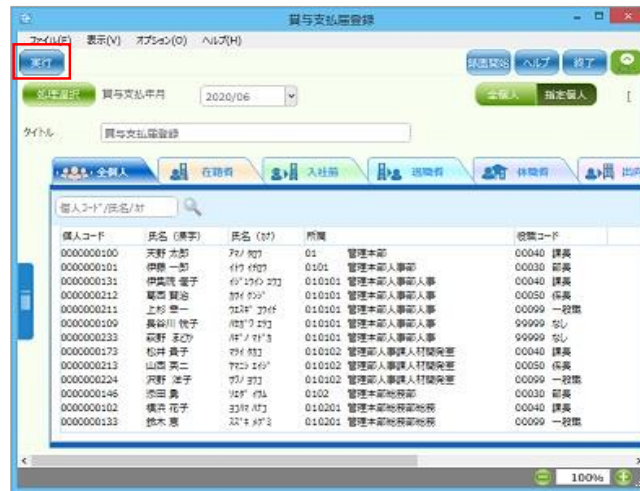 賞与支払届登録
ファイル(F) 表示(V) オプション(O) ヘルプ(H)
実行 録画開始 ヘルプ 終了
処理選択 賞与支払年月 2020/06 全個人 指定個人 [
タイトル 賞与支払届登録
全個人 在籍者 入社前 退職者 休職者 出向
個人コード/氏名/カナ
個人コード 氏名（漢字） 氏名（カナ） 所属 役職コード
0000000100 天野 太郎 01 管理本部 00040 課長
0000000101 伊藤 一郎 0101 管理本部人事部 00030 部長
0000000131 伊集院 優子 010101 管理本部人事部人事 00040 課長
0000000212 葛西 賢治 010101 管理本部人事部人事 00050 係長
0000000211 上杉 章一 010101 管理本部人事部人事 00099 一般職
0000000109 長谷川 悦子 010101 管理本部人事部人事 99999 なし
0000000233 萩野 まどか 010101 管理本部人事部人事 99999 なし
0000000173 松井 貴子 010102 管理部人事課人材開発室 00040 課長
0000000213 山西 英二 010102 管理部人事課人材開発室 00050 係長
0000000224 沢野 洋子 010102 管理部人事課人材開発室 00099 一般職
0000000146 添田 勇 0102 管理本部総務部 00030 部長
0000000102 横浜 花子 010201 管理本部総務部総務 00040 課長
0000000133 鈴木 恵 010201 管理本部総務部総務 00099 一般職
100%